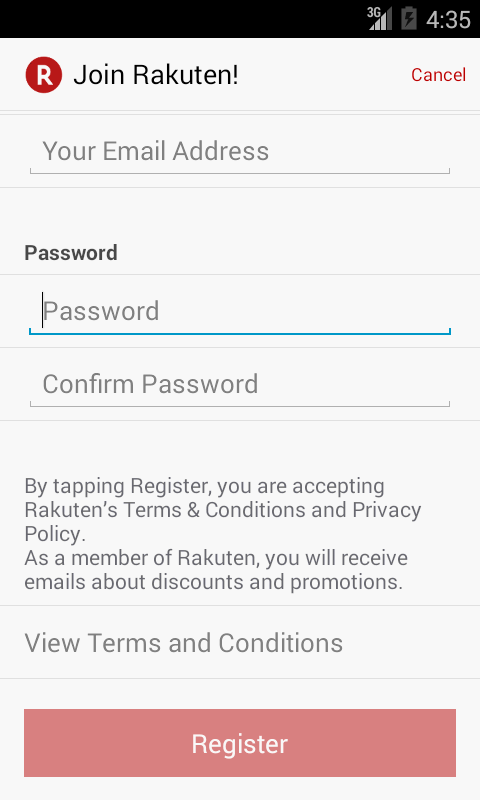 3G 4:35
R Join Rakuten! Cancel
Your Email Address
Password
Password
Confirm Password
By tapping Register, you are accepting
Rakuten's Terms & Conditions and Privacy
Policy.
As a member of Rakuten, you will receive
emails about discounts and promotions.
View Terms and Conditions
Register